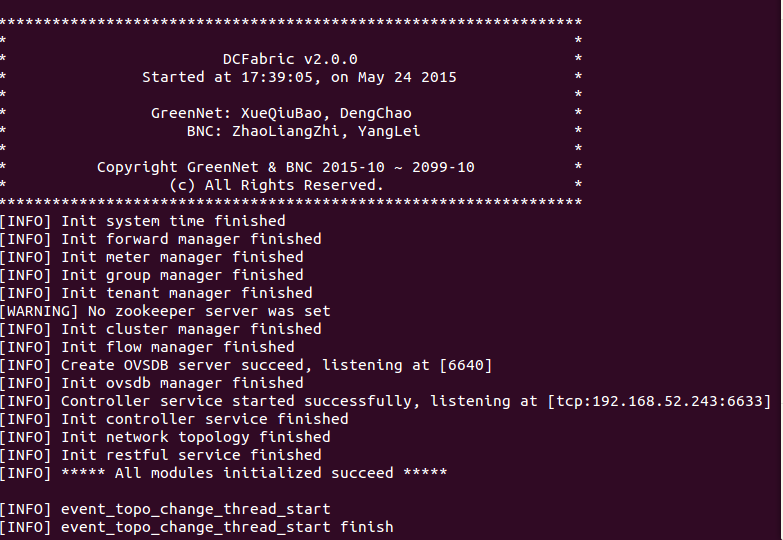 *****************************************************************
* *
* DCFabric v2.0.0 *
* Started at 17:39:05, on May 24 2015 *
* *
* GreenNet: XueQiuBao, DengChao *
* BNC: ZhaoLiangZhi, YangLei *
* *
* Copyright GreenNet & BNC 2015-10 ~ 2099-10 *
* (c) All Rights Reserved. *
*****************************************************************
[INFO] Init system time finished
[INFO] Init forward manager finished
[INFO] Init meter manager finished
[INFO] Init group manager finished
[INFO] Init tenant manager finished
[WARNING] No zookeeper server was set
[INFO] Init cluster manager finished
[INFO] Init flow manager finished
[INFO] Create OVSDB server succeed, listening at [6640]
[INFO] Init ovsdb manager finished
[INFO] Controller service started successfully, listening at [tcp:192.168.52.243:6633]
[INFO] Init controller service finished
[INFO] Init network topology finished
[INFO] Init restful service finished
[INFO] ***** All modules initialized succeed *****
[INFO] event_topo_change_thread_start
[INFO] event_topo_change_thread_start finish